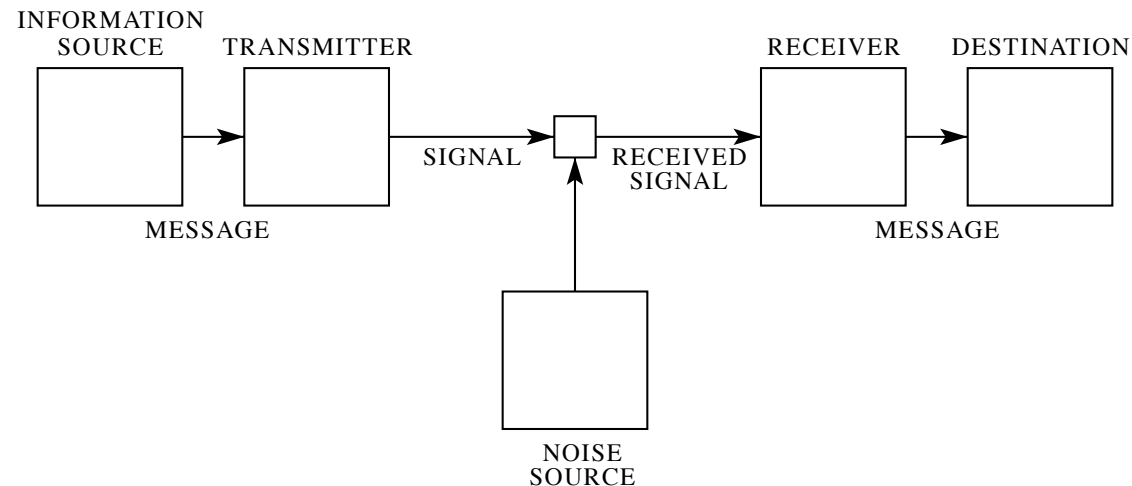 INFORMATION
SOURCE
TRANSMITTER
RECEIVER
DESTINATION
SIGNAL
RECEIVED
SIGNAL
MESSAGE
MESSAGE
NOISE
SOURCE